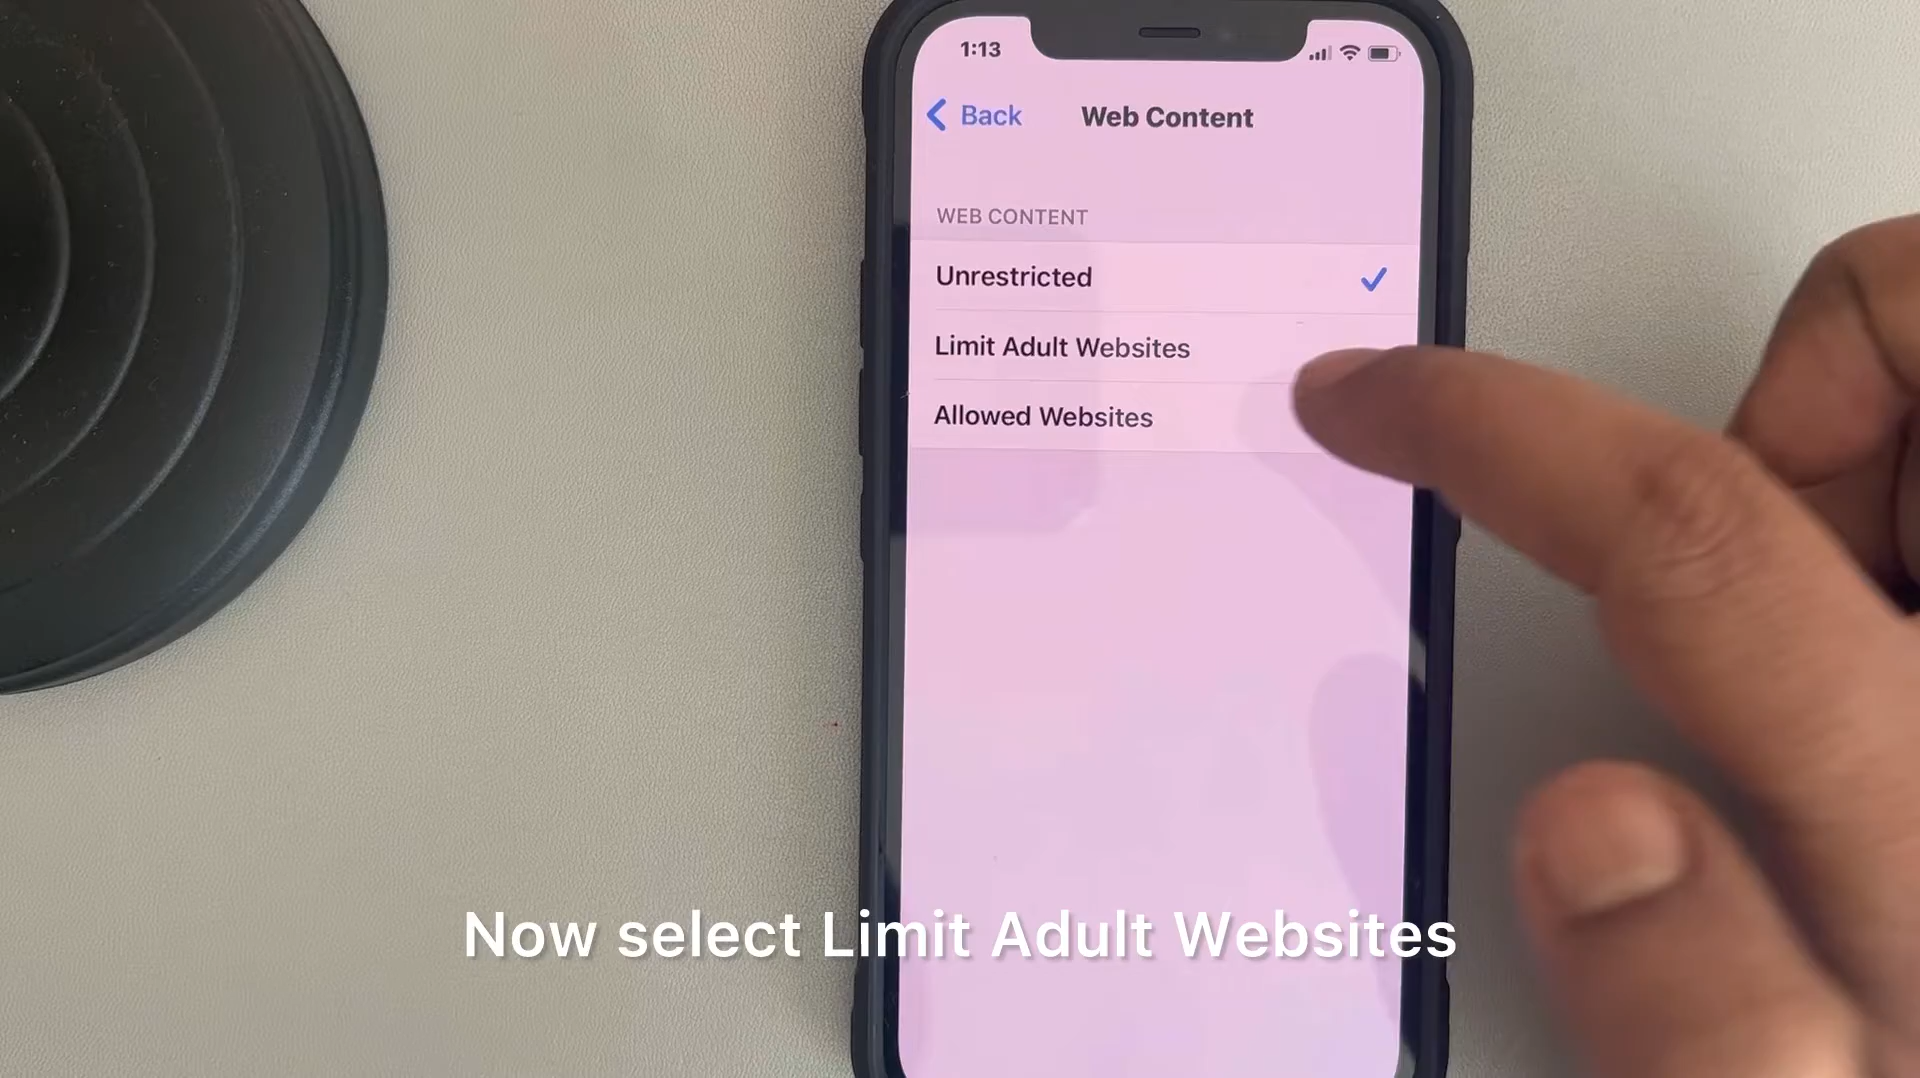 1:13
Back
Web Content
WEB CONTENT
Unrestricted
Limit Adult Websites
Allowed Websites
Now select Limit Adult Websites